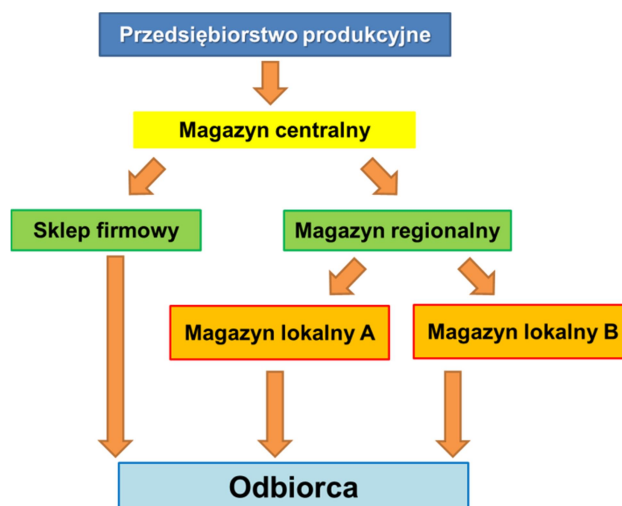 Przedsiębiorstwo produkcyjne
Magazyn centralny
Sklep firmowy
Magazyn regionalny
Magazyn lokalny A
Magazyn lokalny B
Odbiorca